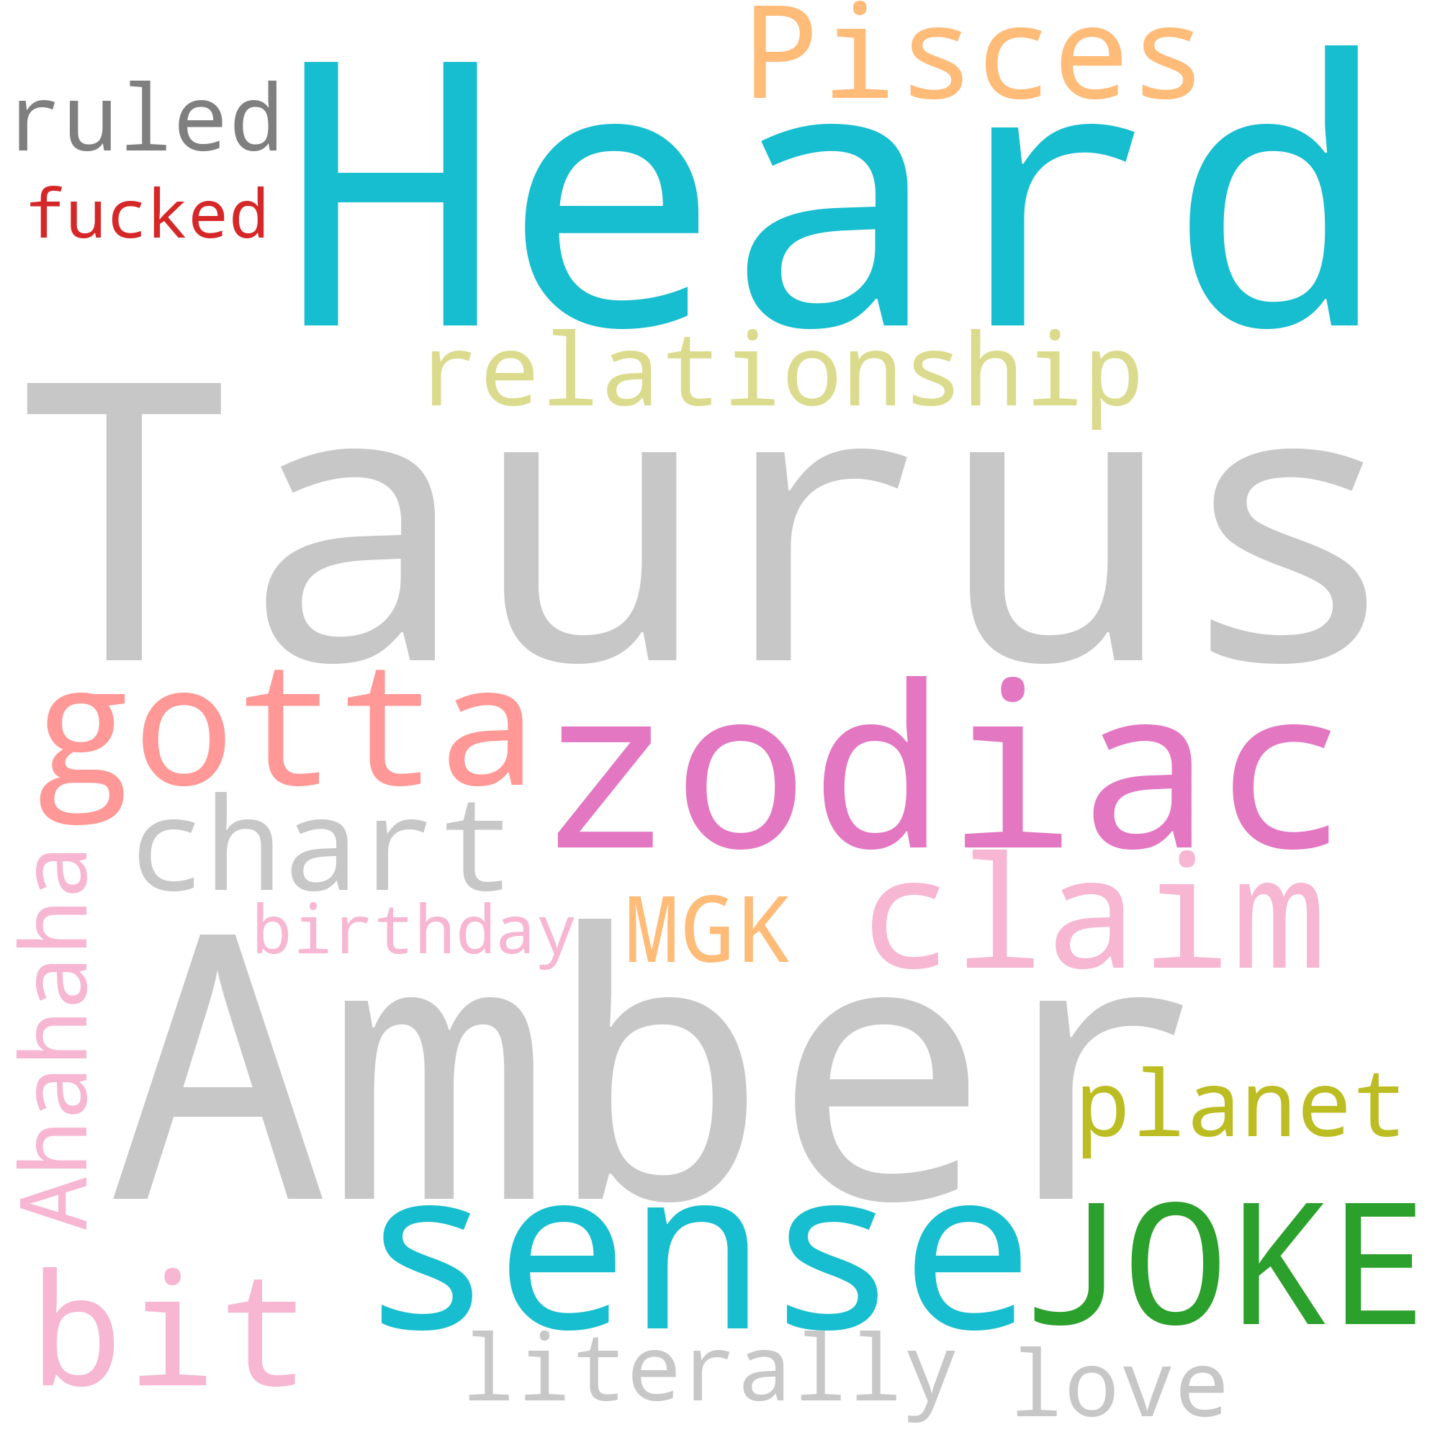 Pisces
ruled
Heard
fucked
relationship
Taurus
gotta
zodiac
chart
claim
Ahahaha
birthday
MGK
Amber
planet
sense
JOKE
bit
literally
love